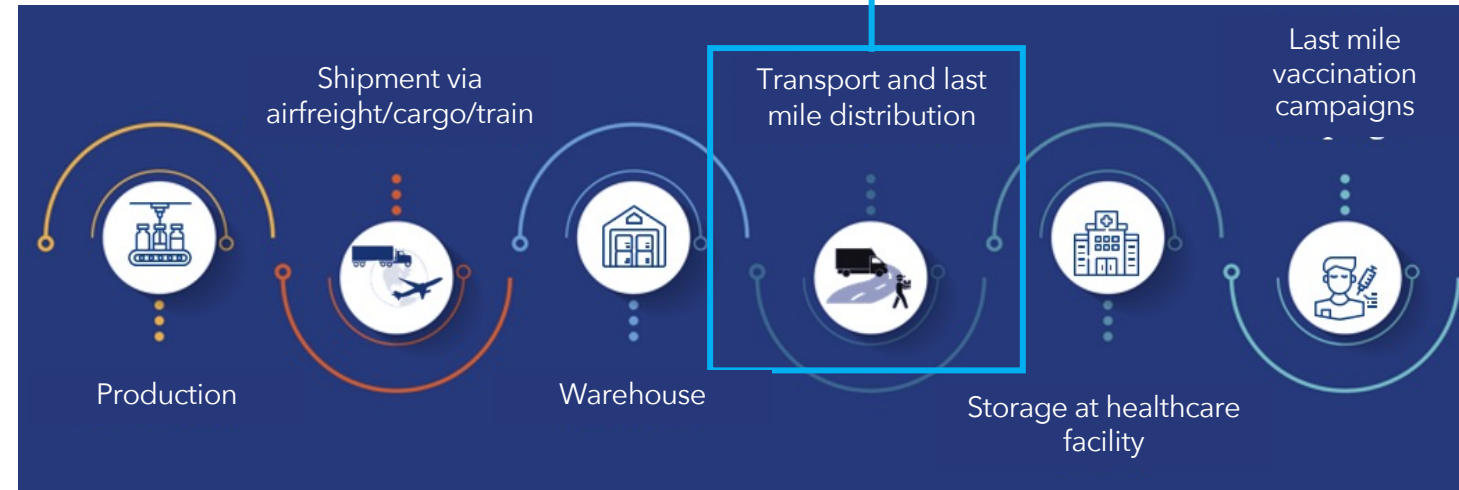 Production
Shipment via
airfreight/cargo/train
Warehouse
Transport and last
mile distribution
Storage at healthcare
facility
Last mile
vaccination
campaigns